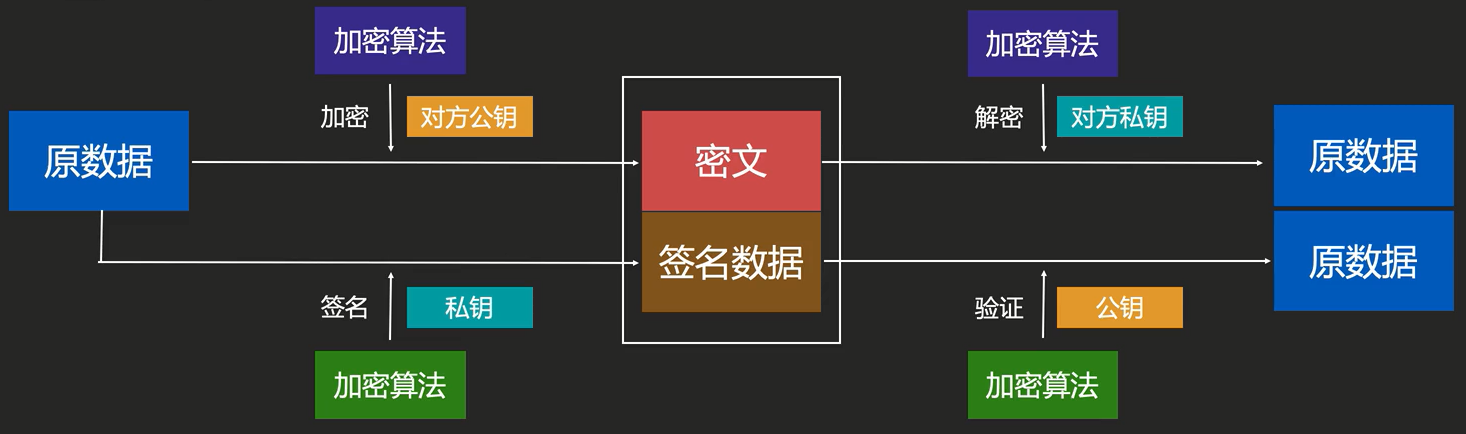 加密算法
加密算法
加密
对方公钥
解密
对方私钥
原数据
密文
原数据
签名数据
原数据
签名
私钥
验证
公钥
加密算法
加密算法